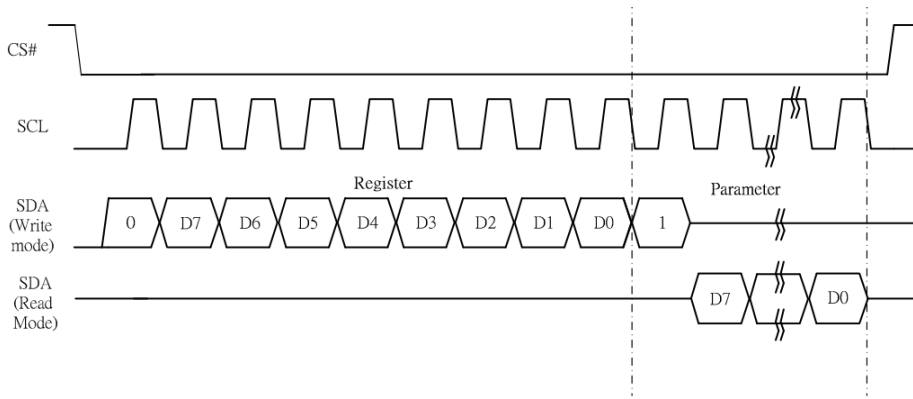 CS#
SCL
Register
Parameter
SDA
(Write
mode)
0 D7 D6 D5 D4 D3 D2 D1 D0 1
SDA
(Read
Mode)
D7 D0